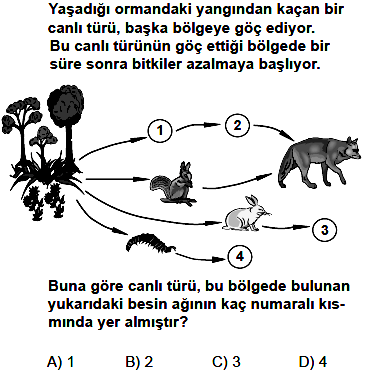 Yaşadığı ormandaki yangından kaçan bir
canlı türü, başka bölgeye göç ediyor.
Bu canlı türünün göç ettiği bölgede bir
süre sonra bitkiler azalmaya başlıyor.
1
2
3
4
Buna göre canlı türü, bu bölgede bulunan
yukarıdaki besin ağının kaç numaralı kıs-
mında yer almıştır?
A) 1 B) 2 C) 3 D) 4